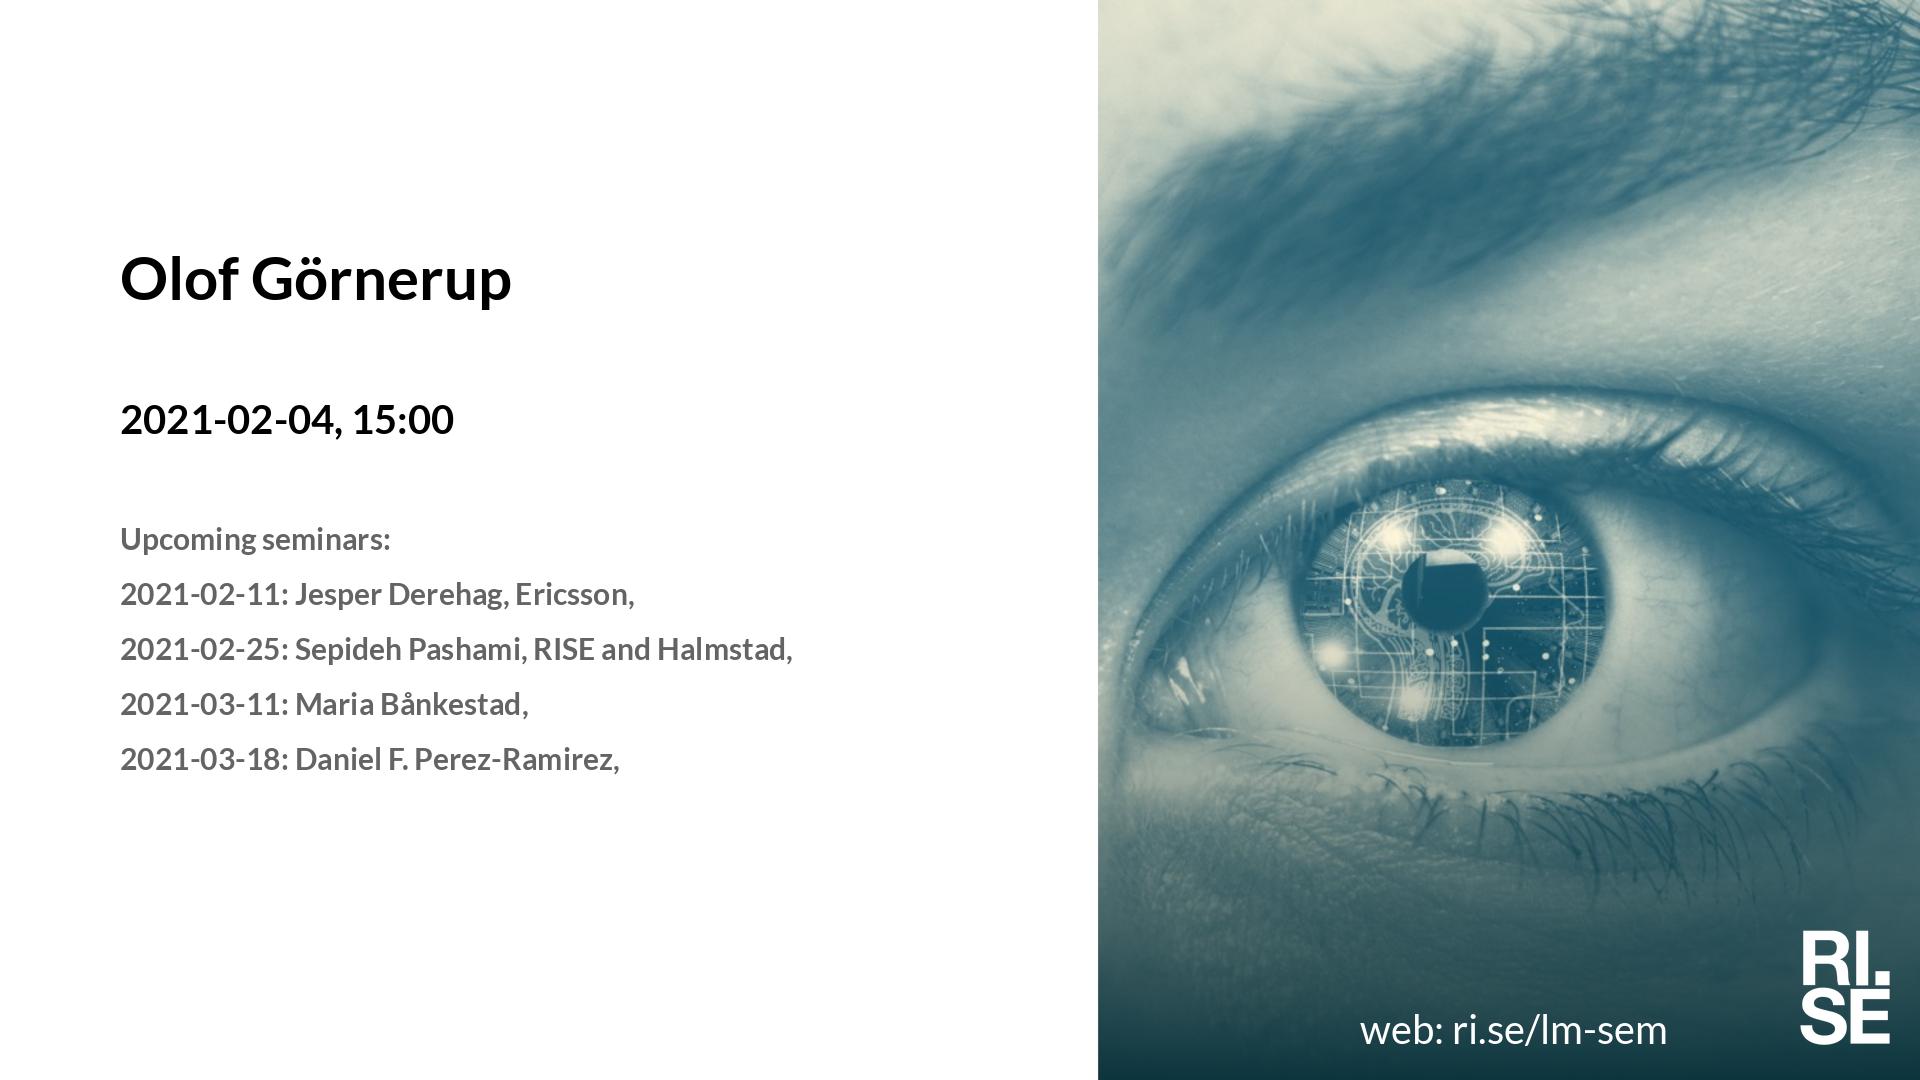 Olof Görnerup
2021-02-04, 15:00
Upcoming seminars:
2021-02-11: Jesper Derehag, Ericsson,
2021-02-25: Sepideh Pashami, RISE and Halmstad,
2021-03-11: Maria Bånkestad,
2021-03-18: Daniel F. Perez-Ramirez,
web: ri.se/lm-sem
RI.
SE